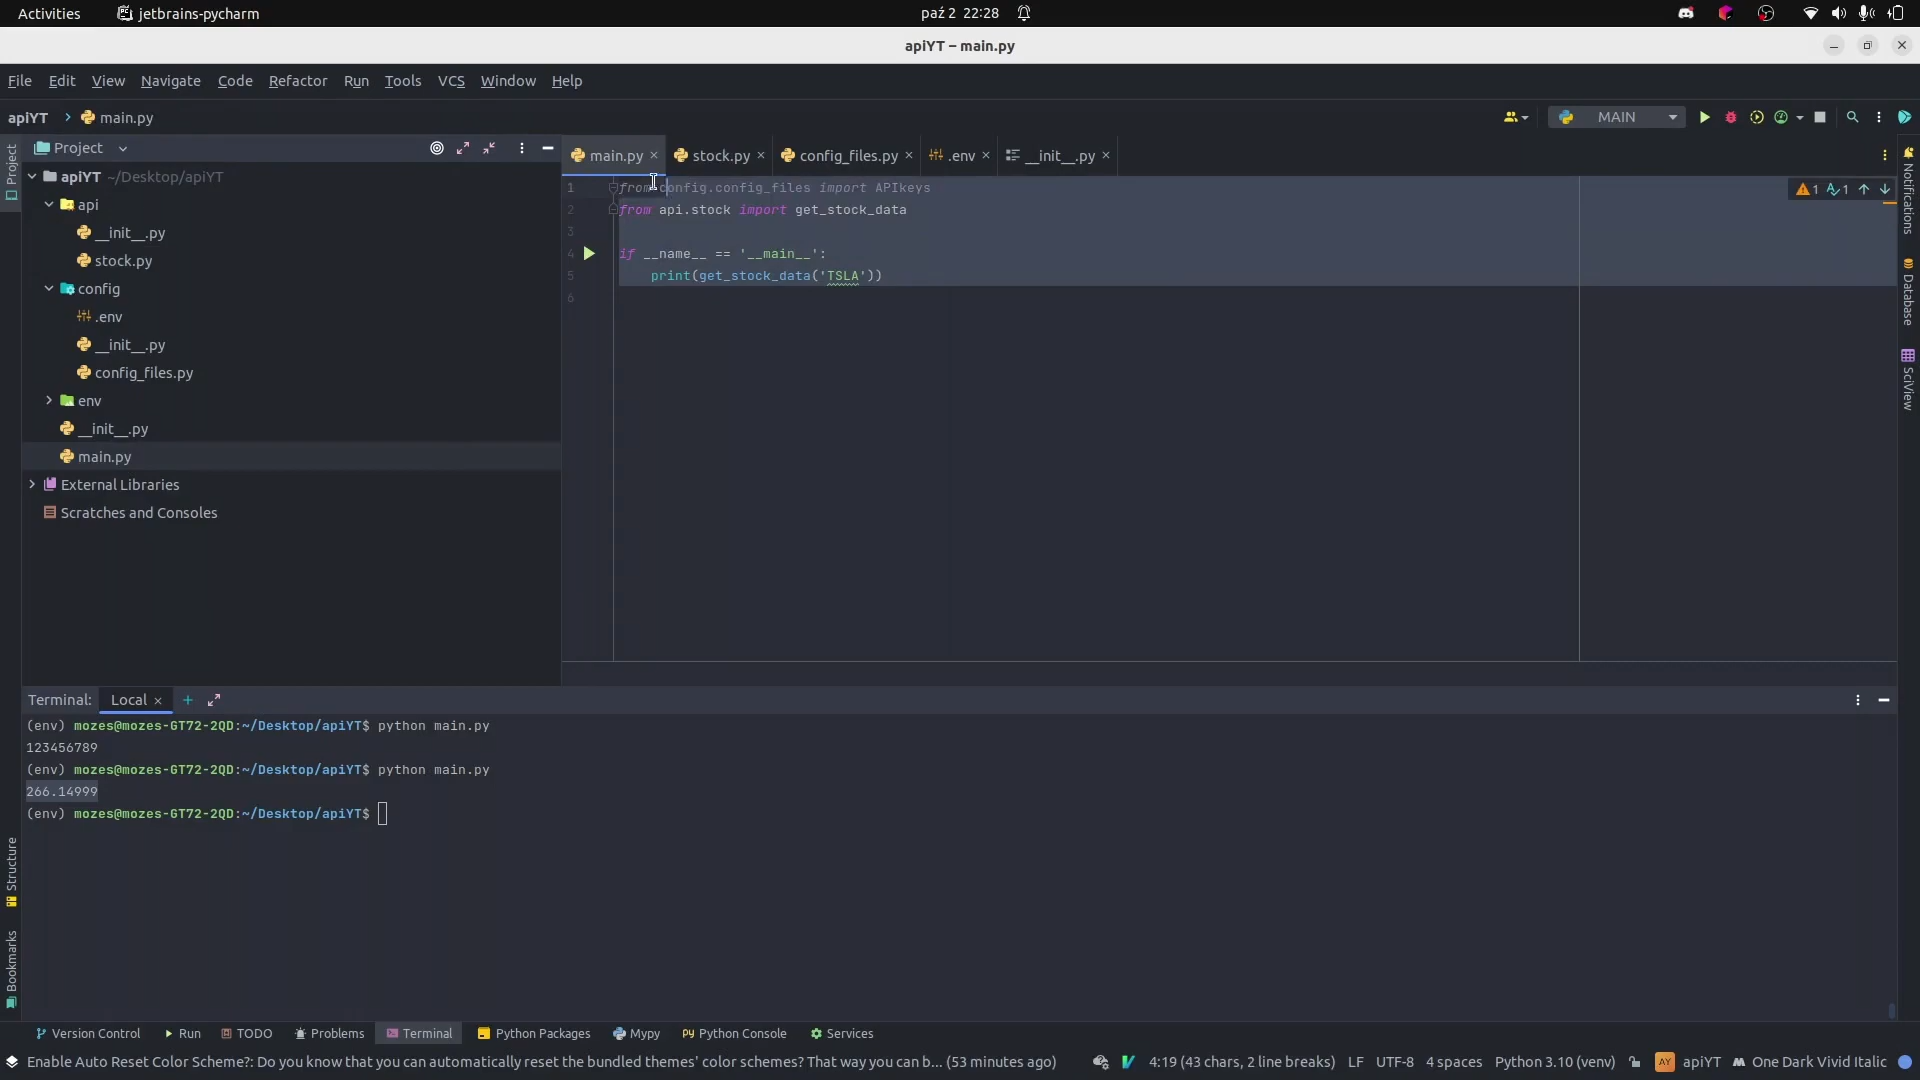 Activities jetbrains-pycharm paź 2 22:28
apiYT – main.py
File Edit View Navigate Code Refactor Run Tools VCS Window Help
apiYT main.py MAIN
Project
Project
main.py stock.py config_files.py .env __init__.py
apiYT ~/Desktop/apiYT
api
__init__.py
stock.py
config
.env
__init__.py
config_files.py
env
__init__.py
main.py
External Libraries
Scratches and Consoles
1 from config.config_files import APIkeys
2 from api.stock import get_stock_data
3
4 if __name__ == '__main__':
5 print(get_stock_data('TSLA'))
6
1 1
Notifications
Database
SciView
Terminal: Local
(env) mozes@mozes-GT72-2QD:~/Desktop/apiYT$ python main.py
123456789
(env) mozes@mozes-GT72-2QD:~/Desktop/apiYT$ python main.py
266.14999
(env) mozes@mozes-GT72-2QD:~/Desktop/apiYT$
Structure
Bookmarks
Version Control Run TODO Problems Terminal Python Packages Mypy Python Console Services
Enable Auto Reset Color Scheme?: Do you know that you can automatically reset the bundled themes' color schemes? That way you can b... (53 minutes ago) 4:19 (43 chars, 2 line breaks) LF UTF-8 4 spaces Python 3.10 (venv) AY apiYT One Dark Vivid Italic